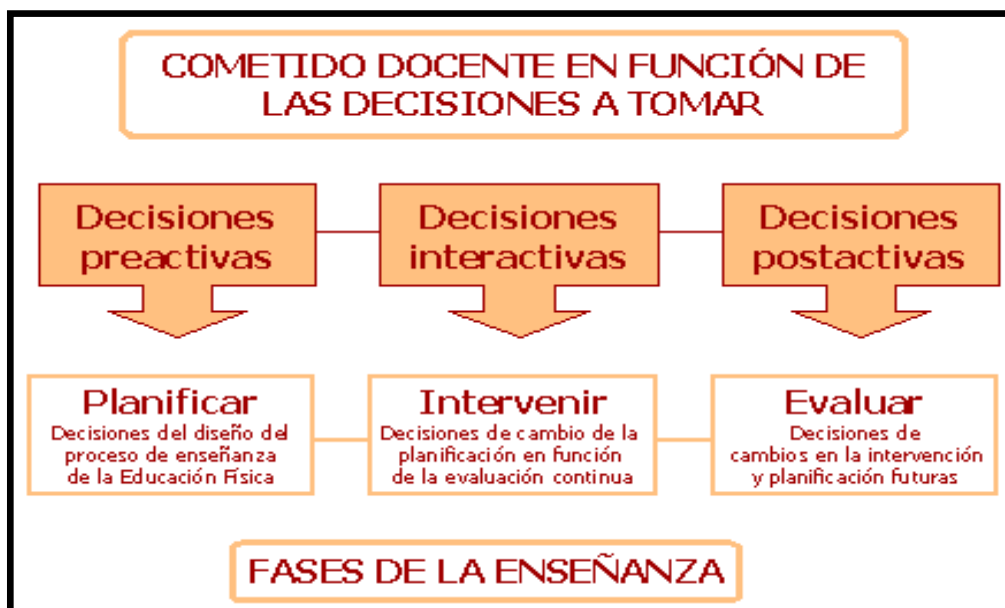 COMETIDO DOCENTE EN FUNCIÓN DE
LAS DECISIONES A TOMAR
Decisiones
preactivas
Decisiones
interactivas
Decisiones
postactivas
Planificar
Decisiones del diseño del
proceso de enseñanza
de la Educación Física
Intervenir
Decisiones de cambio de la
planificación en función
de la evaluación continua
Evaluar
Decisiones de
cambios en la intervención
y planificación futuras
FASES DE LA ENSEÑANZA